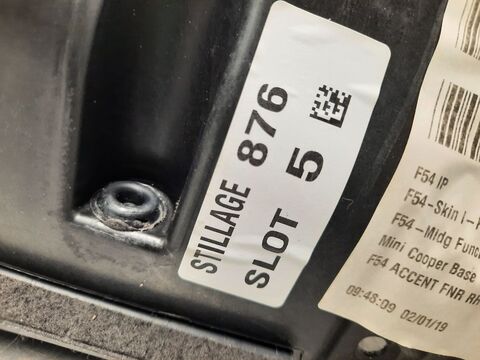 STILLAGE 876
SLOT 5
F54 IP
F54-Skin I-
F54-Midg Func
Mini Cooper Base
F54 ACCENT FNR RH
09:48:09 02/01/19